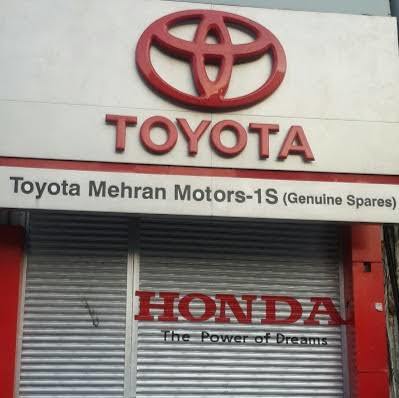 TOYOTA
Toyota Mehran Motors-1S (Genuine Spares)
HONDA
The Power of Dreams